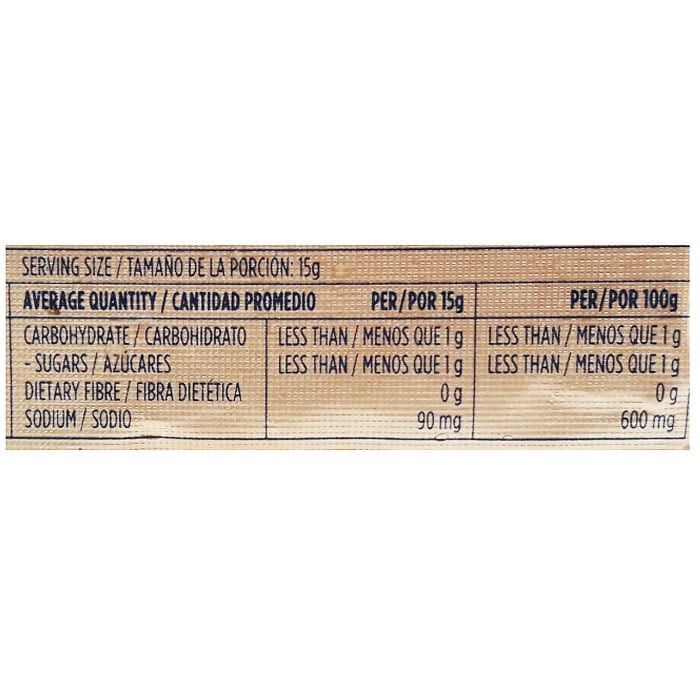 SERVING SIZE / TAMAÑO DE LA PORCIÓN: 15g
AVERAGE QUANTITY / CANTIDAD PROMEDIO PER/POR 15g PER/POR 100g
CARBOHYDRATE / CARBOHIDRATO LESS THAN / MENOS QUE 1 g LESS THAN / MENOS QUE 1 g
- SUGARS / AZÚCARES LESS THAN / MENOS QUE 1 g LESS THAN / MENOS QUE 1 g
DIETARY FIBRE / FIBRA DIETÉTICA 0 g 0 g
SODIUM / SODIO 90 mg 600 mg